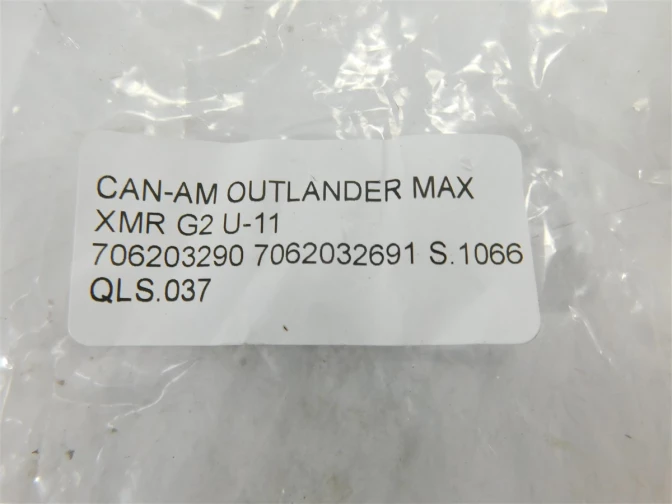 CAN-AM OUTLANDER MAX
XMR G2 U-11
706203290 7062032691 S.1066
QLS.037